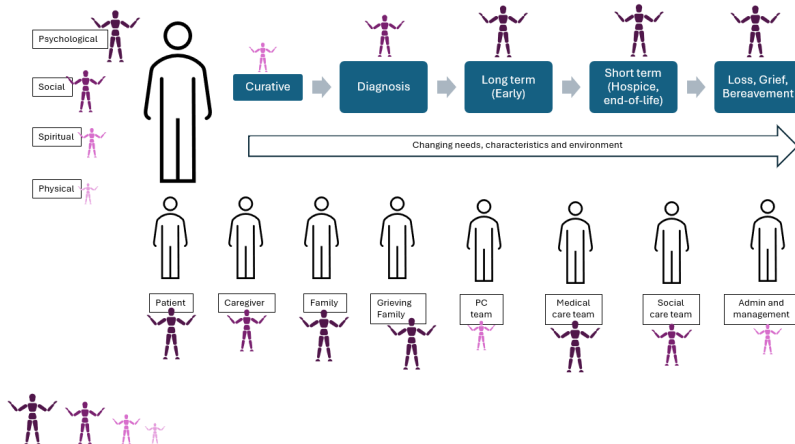 Psychological
Social
Spiritual
Physical
Curative
Diagnosis
Long term
(Early)
Short term
(Hospice,
end-of-life)
Loss, Grief,
Bereavement
Changing needs, characteristics and environment
Patient
Caregiver
Family
Grieving
Family
PC
team
Medical
care team
Social
care team
Admin and
management